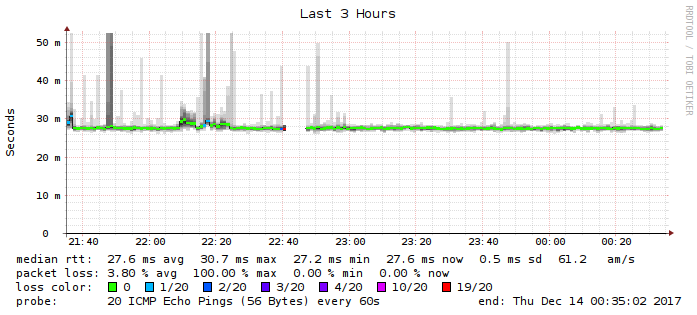 Last 3 Hours
RRDTOOL / TOBI OETIKER
Seconds
50 m
40 m
30 m
20 m
10 m
0
21:40 22:00 22:20 22:40 23:00 23:20 23:40 00:00 00:20
median rtt: 27.6 ms avg 30.7 ms max 27.2 ms min 27.6 ms now 0.5 ms sd 61.2 am/s
packet loss: 3.80 % avg 100.00 % max 0.00 % min 0.00 % now
loss color: 0 1/20 2/20 3/20 4/20 10/20 19/20
probe: 20 ICMP Echo Pings (56 Bytes) every 60s end: Thu Dec 14 00:35:02 2017